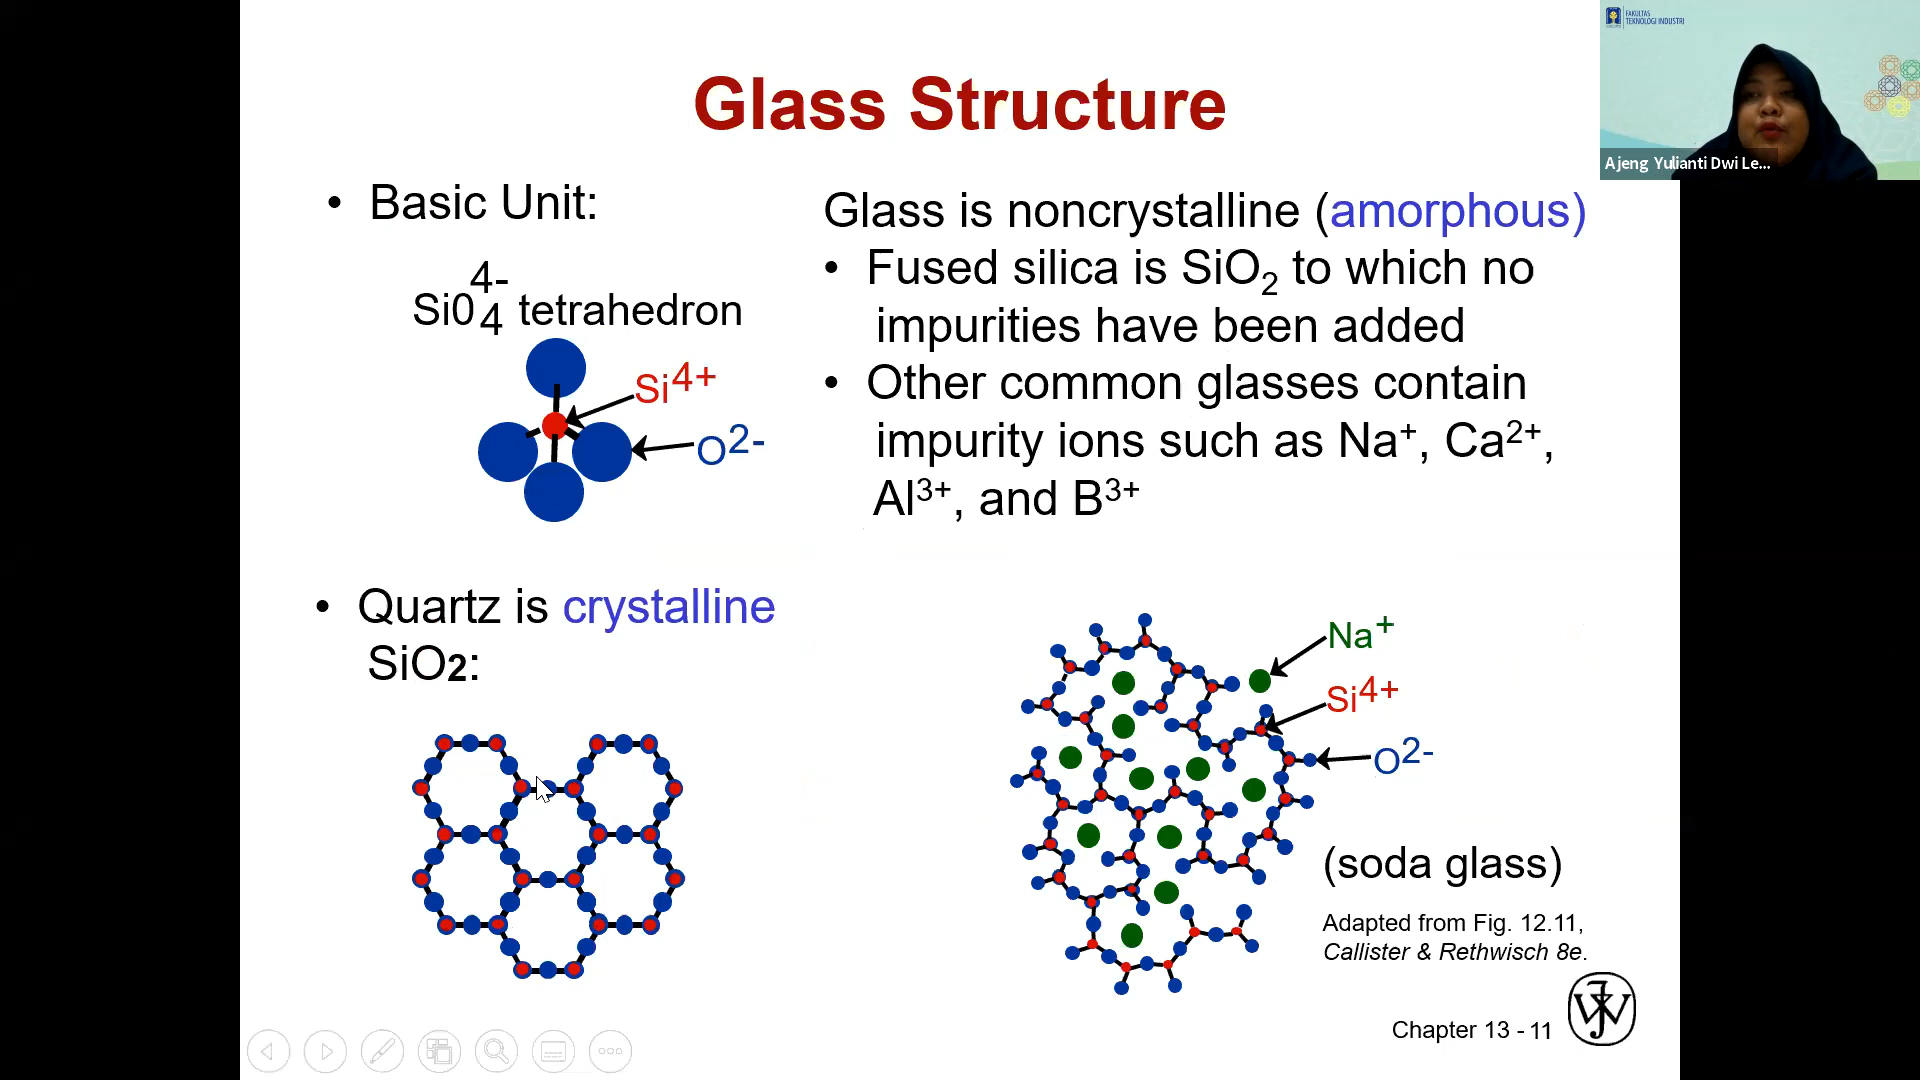 Glass Structure
FAKULTAS
TEKNOLOGI INDUSTRI
Ajeng Yulianti Dwi Le...
• Basic Unit:
Si0 4- 4 tetrahedron
Si4+
O2-
Glass is noncrystalline (amorphous)
• Fused silica is SiO2 to which no
impurities have been added
• Other common glasses contain
impurity ions such as Na+, Ca2+,
Al3+, and B3+
• Quartz is crystalline
SiO2:
Na+
Si4+
O2-
(soda glass)
Adapted from Fig. 12.11,
Callister & Rethwisch 8e.
Chapter 13 - 11